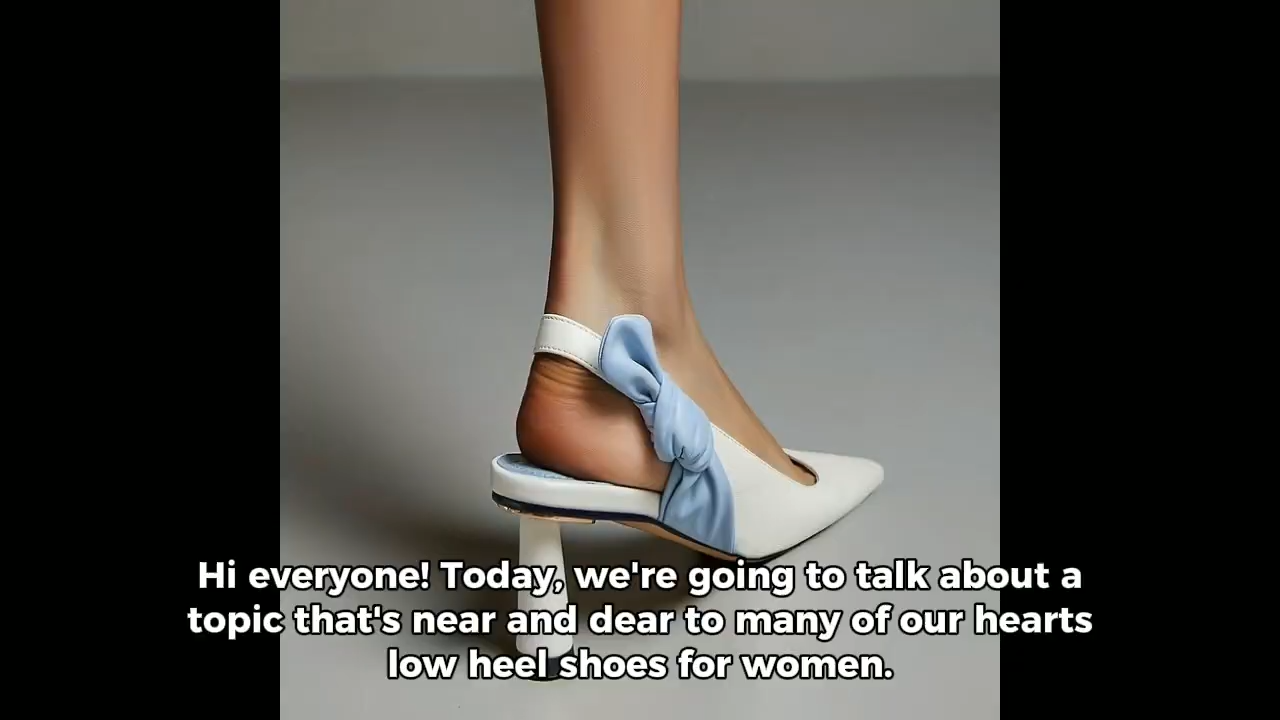 Hi everyone! Today, we're going to talk about a
topic that's near and dear to many of our hearts
low heel shoes for women.